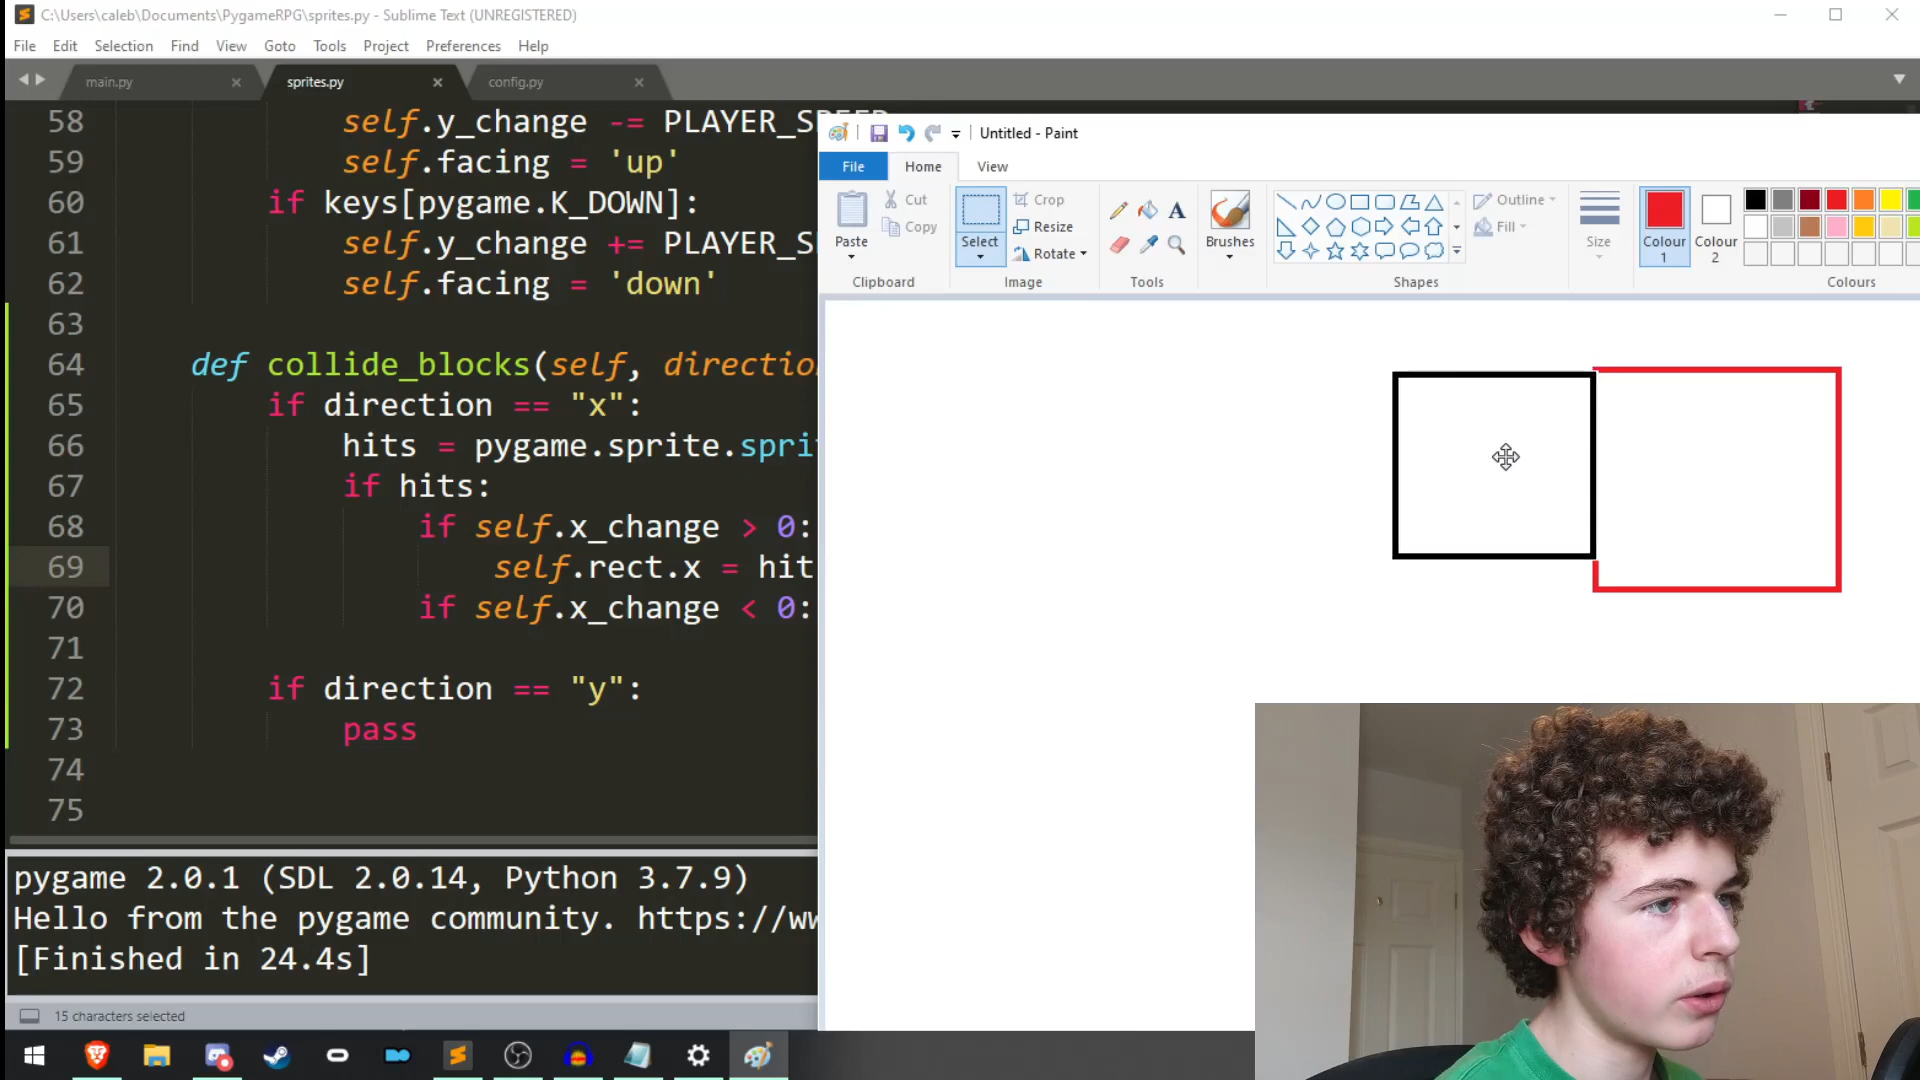 C:\Users\caleb\Documents\PygameRPG\sprites.py - Sublime Text (UNREGISTERED)
File Edit Selection Find View Goto Tools Project Preferences Help
main.py sprites.py config.py
58 self.y_change -= PLAYER_SPEED
59 self.facing = 'up'
60 if keys[pygame.K_DOWN]:
61 self.y_change += PLAYER_S
62 self.facing = 'down'
63
64 def collide_blocks(self, directio
65 if direction == "x":
66 hits = pygame.sprite.spri
67 if hits:
68 if self.x_change > 0:
69 self.rect.x = hit
70 if self.x_change < 0:
71
72 if direction == "y":
73 pass
74
75
pygame 2.0.1 (SDL 2.0.14, Python 3.7.9)
Hello from the pygame community. https://ww
[Finished in 24.4s]
15 characters selected
Untitled - Paint
File Home View
Paste
Cut
Copy
Clipboard
Select
Crop
Resize
Rotate
Image
A
Tools
Brushes
Outline
Fill
Shapes
Size
Colour 1
Colour 2
Colours